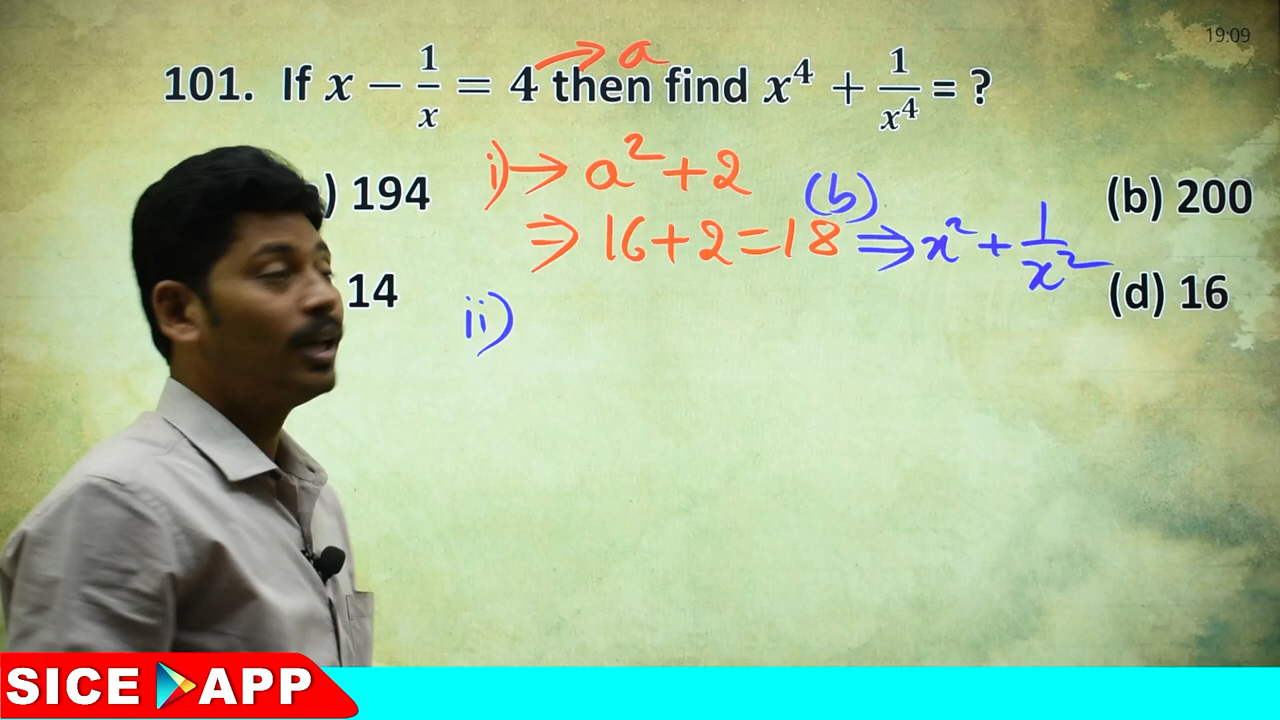 19:09
→ a
101. If x − 1/x = 4 then find x⁴ + 1/x⁴ = ?
i) → a² + 2
) 194
(b) 200
⇒ 16 + 2 = 18 (b) ⇒ x² + 1/x²
14
(d) 16
ii)
SICE APP